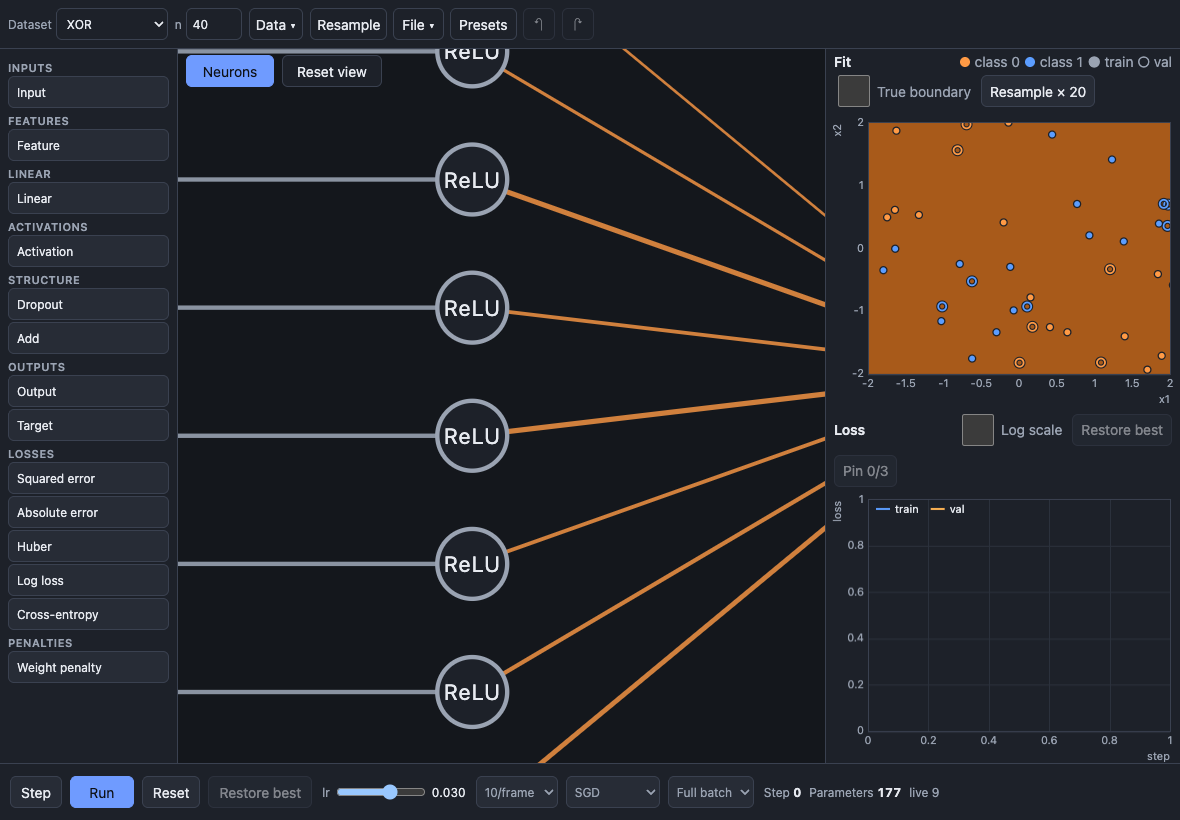 Dataset XOR n 40 Data ▾ Resample File ▾ Presets
INPUTS
Input
FEATURES
Feature
LINEAR
Linear
ACTIVATIONS
Activation
STRUCTURE
Dropout
Add
OUTPUTS
Output
Target
LOSSES
Squared error
Absolute error
Huber
Log loss
Cross-entropy
PENALTIES
Weight penalty
Neurons Reset view
ReLU
ReLU
ReLU
ReLU
ReLU
ReLU
Fit class 0 class 1 train val
True boundary Resample × 20
x2
2
1
0
-1
-2
-2 -1.5 -1 -0.5 0 0.5 1 1.5 2
x1
Loss Log scale Restore best
Pin 0/3
loss
train val
1
0.8
0.6
0.4
0.2
0
0 0.2 0.4 0.6 0.8 1
step
Step Run Reset Restore best lr 0.030 10/frame SGD Full batch Step 0 Parameters 177 live 9